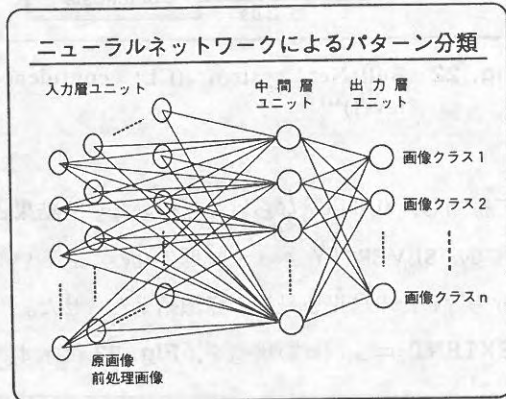 ニューラルネットワークによるパターン分類
入力層ユニット
中間層
ユニット
出力層
ユニット
画像クラス1
画像クラス2
画像クラスn
原画像
前処理画像